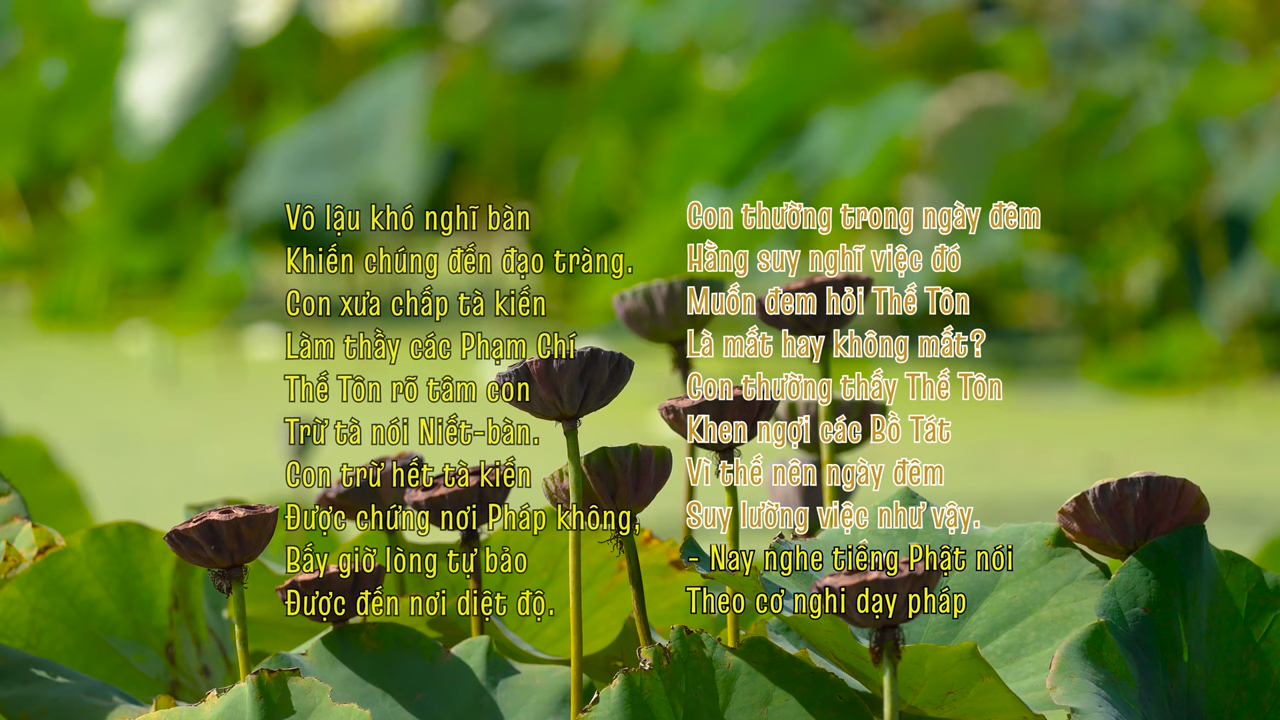 Vô lậu khó nghĩ bàn
Khiến chúng đến đạo tràng.
Con xưa chấp tà kiến
Làm thầy các Phạm Chí
Thế Tôn rõ tâm con
Trừ tà nói Niết-bàn.
Con trừ hết tà kiến
Được chứng nơi Pháp không,
Bấy giờ lòng tự bảo
Được đến nơi diệt độ.
Con thường trong ngày đêm
Hằng suy nghĩ việc đó
Muốn đem hỏi Thế Tôn
Là mất hay không mất?
Con thường thấy Thế Tôn
Khen ngợi các Bồ Tát
Vì thế nên ngày đêm
Suy lường việc như vậy.
- Nay nghe tiếng Phật nói
Theo cơ nghi dạy pháp